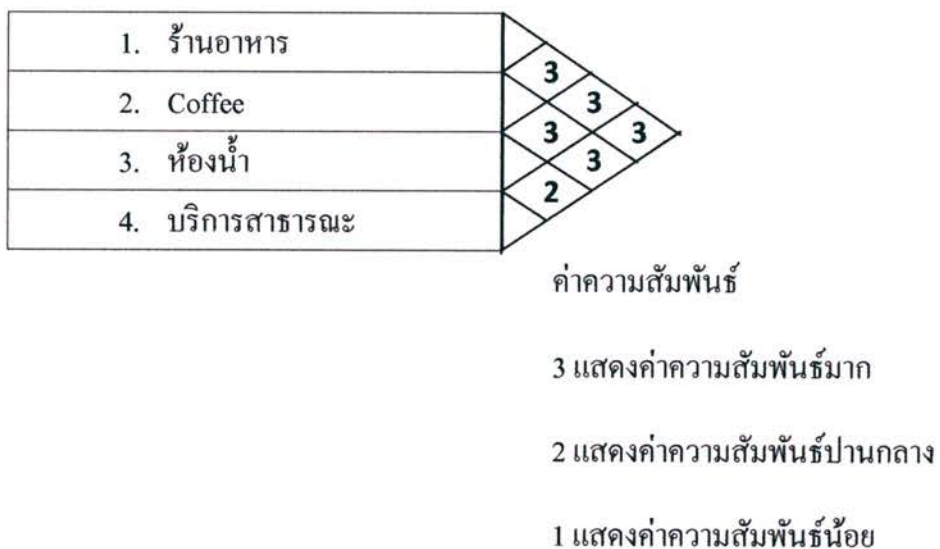 1. ร้านอาหาร
3
2. Coffee
3
3
3
3. ห้องน้ำ
3
2
4. บริการสาธารณะ
ค่าความสัมพันธ์
3 แสดงค่าความสัมพันธ์มาก
2 แสดงค่าความสัมพันธ์ปานกลาง
1 แสดงค่าความสัมพันธ์น้อย